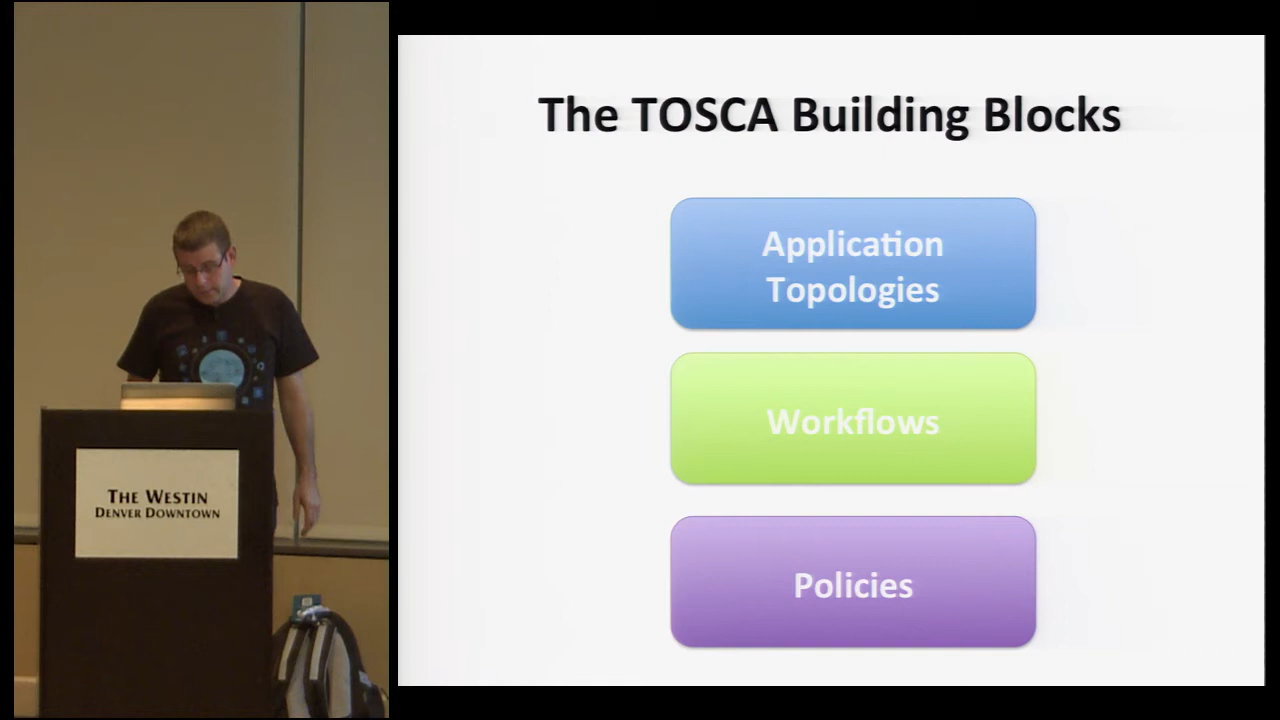 The TOSCA Building Blocks
Application
Topologies
Workflows
Policies
THE WESTIN
DENVER DOWNTOWN